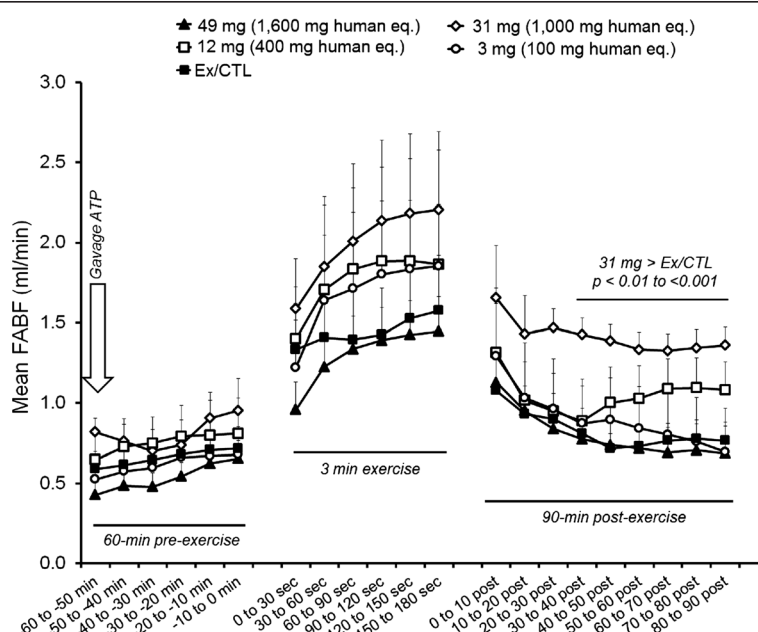 49 mg (1,600 mg human eq.)
31 mg (1,000 mg human eq.)
12 mg (400 mg human eq.)
3 mg (100 mg human eq.)
Ex/CTL
Mean FABF (ml/min)
3.0
2.5
2.0
1.5
1.0
0.5
0.0
Gavage ATP
31 mg > Ex/CTL
p < 0.01 to <0.001
60-min pre-exercise
3 min exercise
90-min post-exercise
60 to -50 min
50 to -40 min
40 to -30 min
30 to -20 min
20 to -10 min
-10 to 0 min
0 to 30 sec
30 to 60 sec
60 to 90 sec
90 to 120 sec
120 to 150 sec
150 to 180 sec
0 to 10 post
10 to 20 post
20 to 30 post
30 to 40 post
40 to 50 post
50 to 60 post
60 to 70 post
70 to 80 post
80 to 90 post